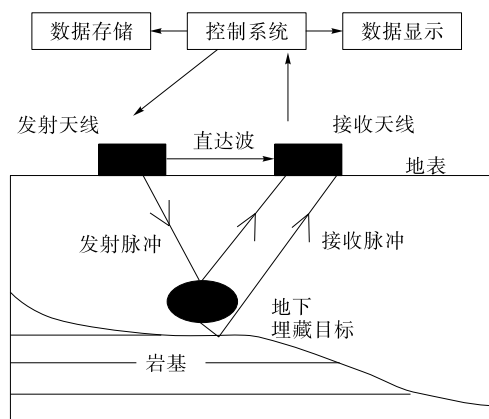 数据存储
控制系统
数据显示
发射天线
直达波
接收天线
地表
发射脉冲
接收脉冲
地下
埋藏目标
岩基